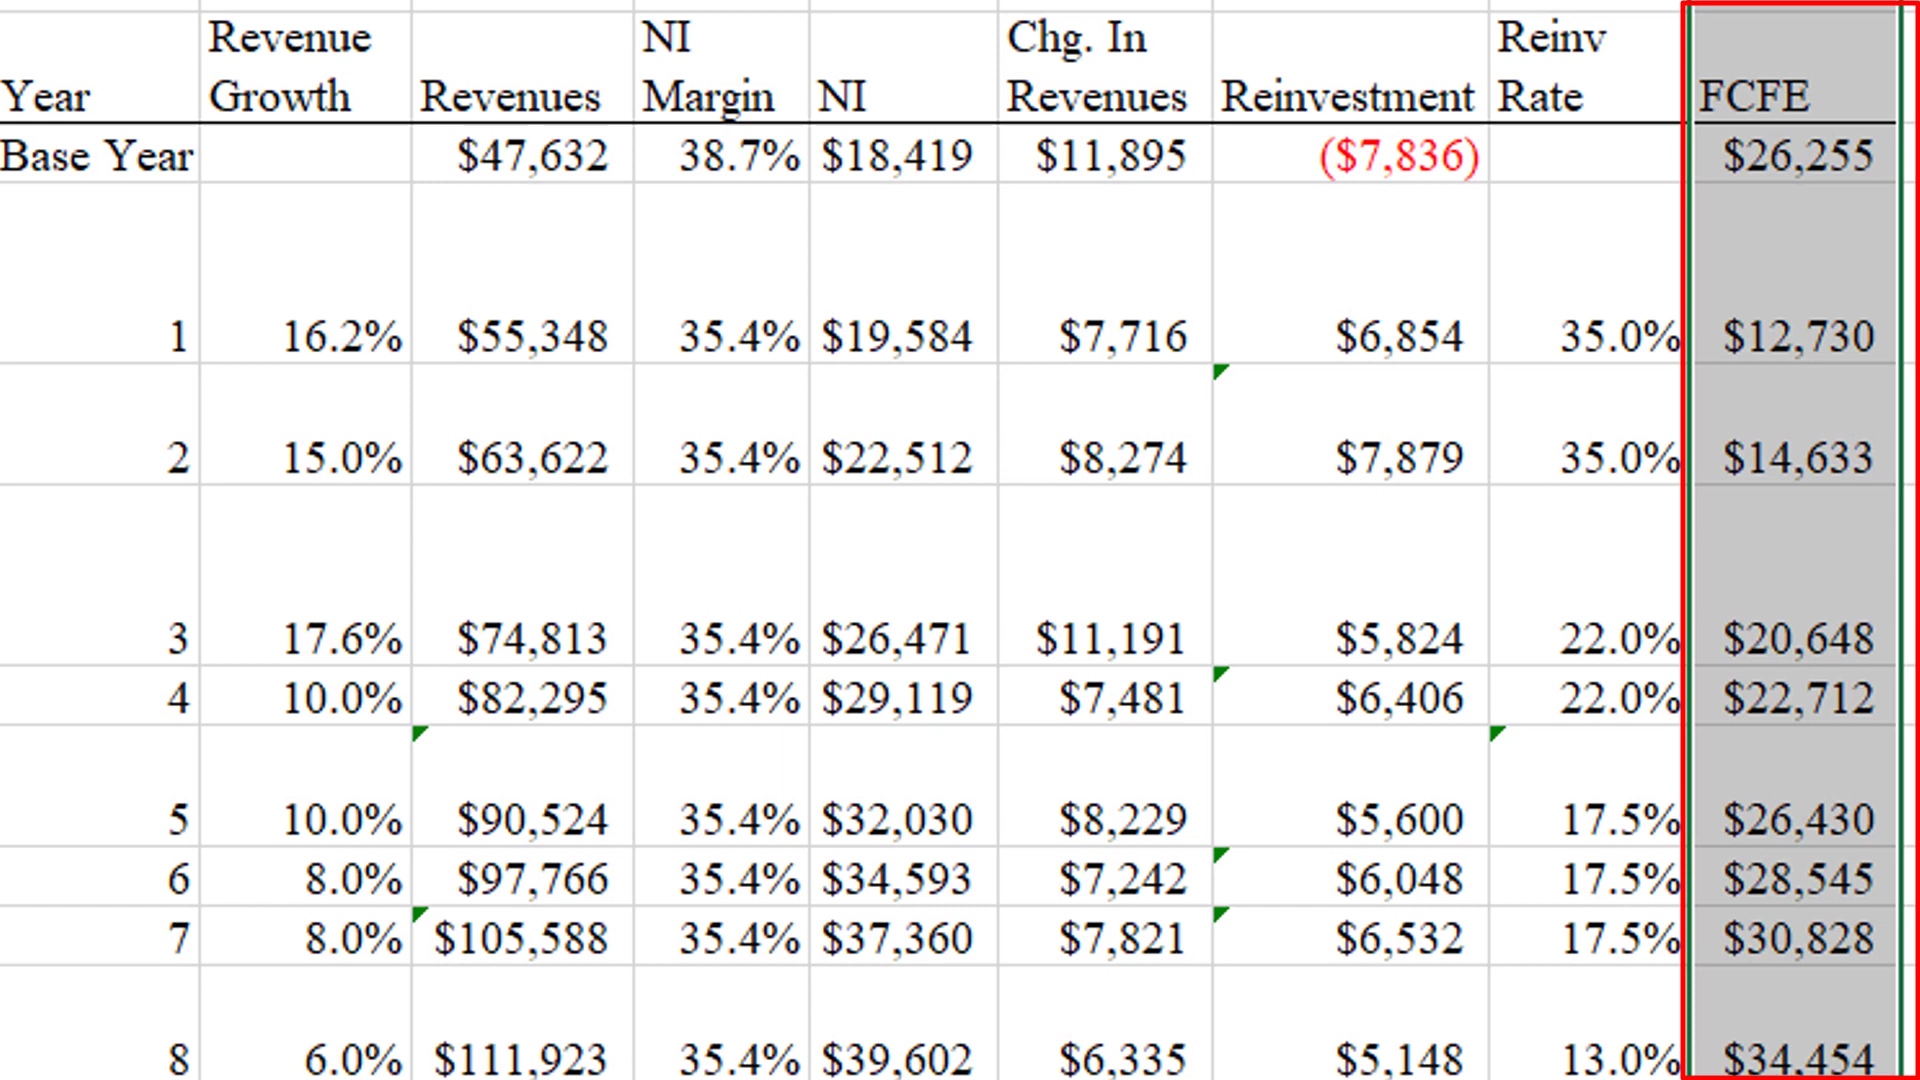 Year Revenue Growth Revenues NI Margin NI Chg. In Revenues Reinvestment Reinv Rate FCFE
Base Year $47,632 38.7% $18,419 $11,895 ($7,836) $26,255
1 16.2% $55,348 35.4% $19,584 $7,716 $6,854 35.0% $12,730
2 15.0% $63,622 35.4% $22,512 $8,274 $7,879 35.0% $14,633
3 17.6% $74,813 35.4% $26,471 $11,191 $5,824 22.0% $20,648
4 10.0% $82,295 35.4% $29,119 $7,481 $6,406 22.0% $22,712
5 10.0% $90,524 35.4% $32,030 $8,229 $5,600 17.5% $26,430
6 8.0% $97,766 35.4% $34,593 $7,242 $6,048 17.5% $28,545
7 8.0% $105,588 35.4% $37,360 $7,821 $6,532 17.5% $30,828
8 6.0% $111,923 35.4% $39,602 $6,335 $5,148 13.0% $34,454